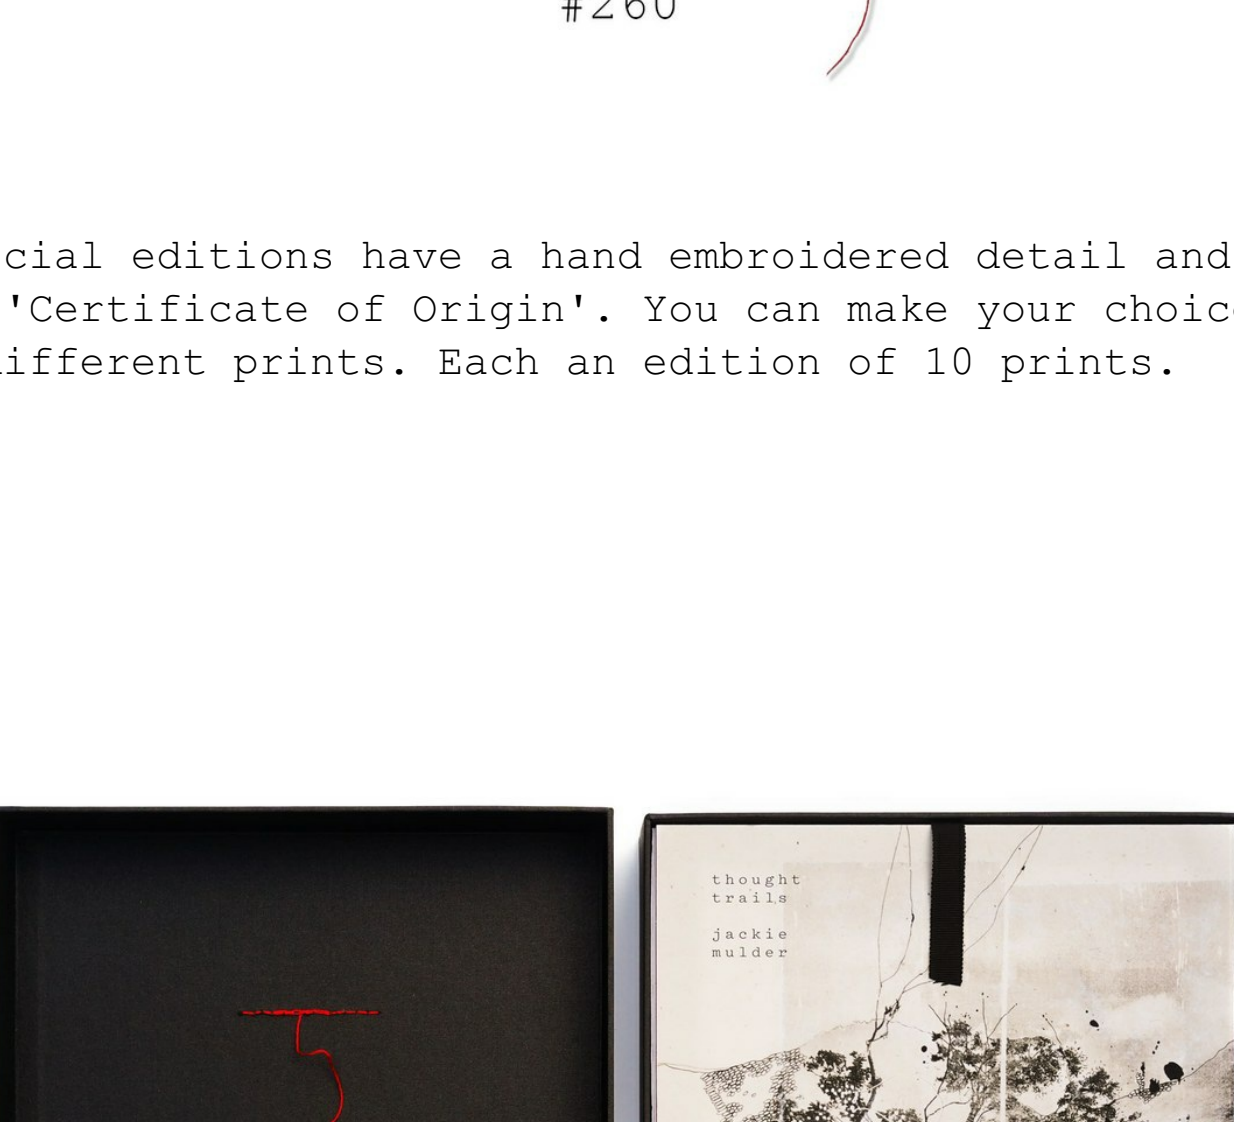 #260
cial editions have a hand embroidered detail and
'Certificate of Origin'. You can make your choice
ifferent prints. Each an edition of 10 prints.
thought
trails
jackie
mulder